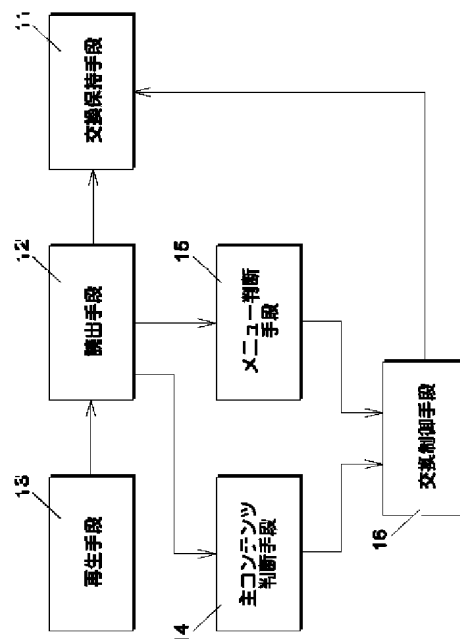 13
再生手段
12
読出手段
11
交換保持手段
14
主コンテンツ
判断手段
15
メニュー判断
手段
16
交換制御手段